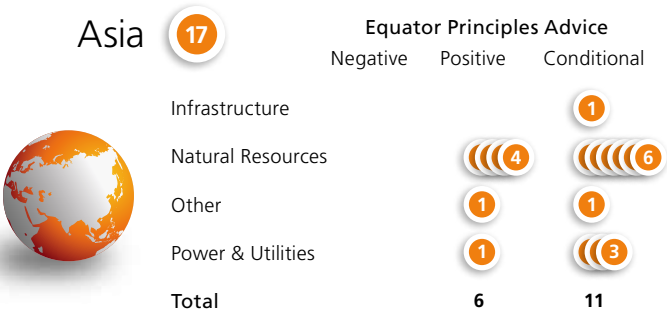 Asia 17 Equator Principles Advice
Negative Positive Conditional
Infrastructure 1
Natural Resources 4 6
Other 1 1
Power & Utilities 1 3
Total 6 11